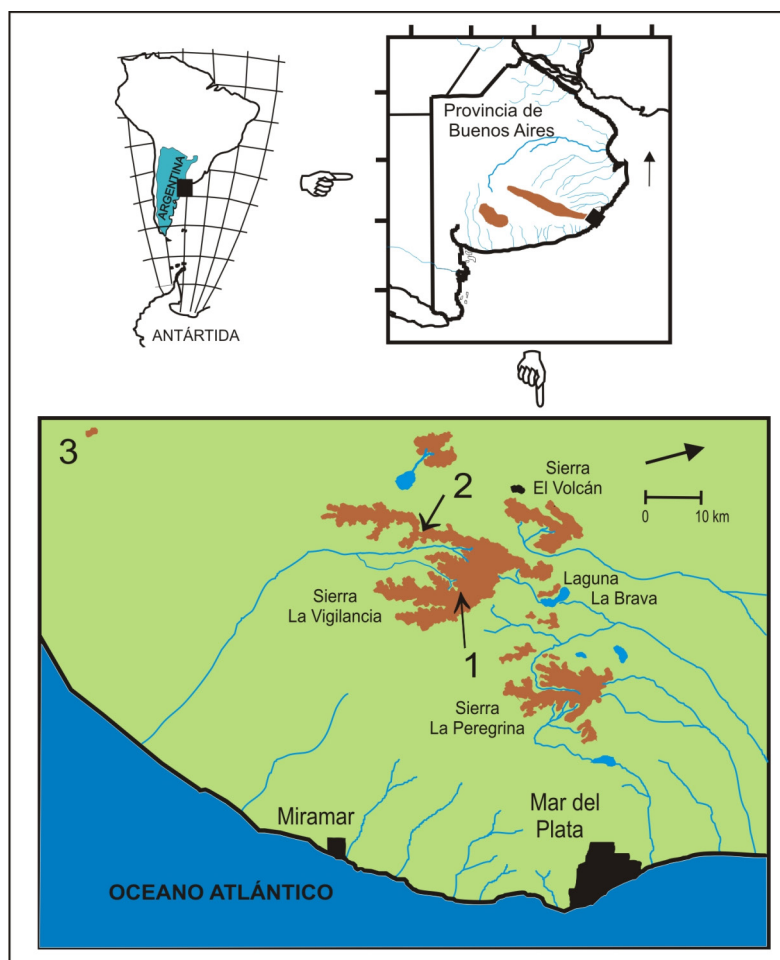 ARGENTINA
ANTÁRTIDA
Provincia de
Buenos Aires
3
2
Sierra
El Volcán
0 10 km
Laguna
La Brava
Sierra
La Vigilancia
1
Sierra
La Peregrina
Miramar
Mar del
Plata
OCEANO ATLÁNTICO